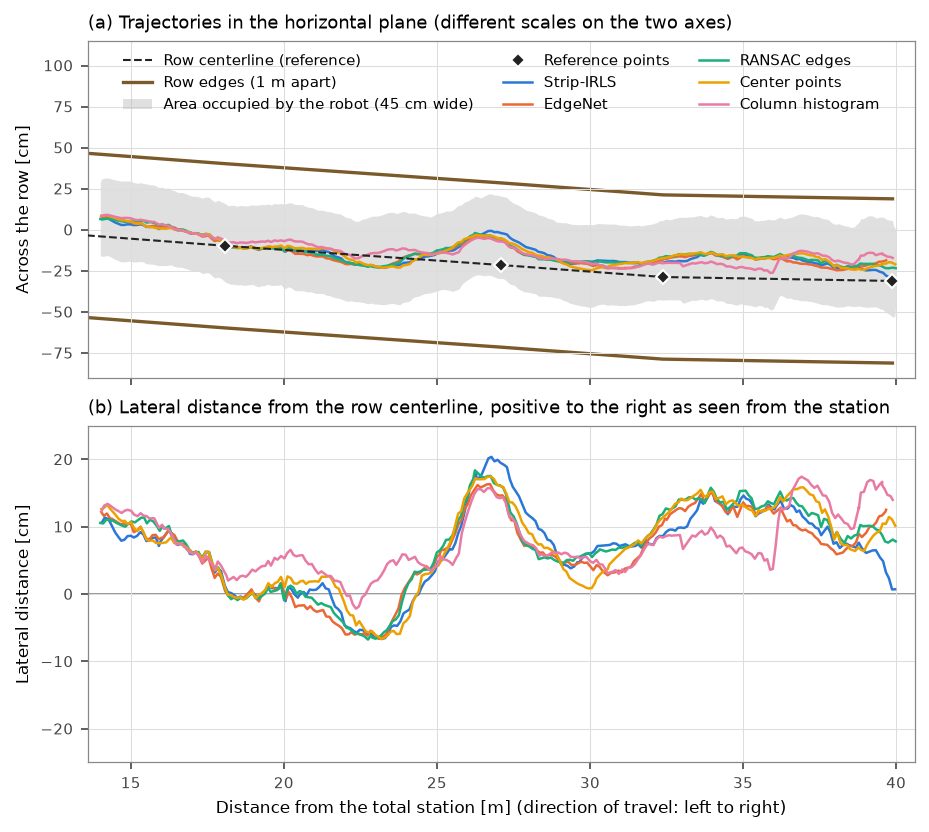 (a) Trajectories in the horizontal plane (different scales on the two axes)
Row centerline (reference)
Row edges (1 m apart)
Area occupied by the robot (45 cm wide)
Reference points
Strip-IRLS
EdgeNet
RANSAC edges
Center points
Column histogram
Across the row [cm]
100
75
50
25
0
−25
−50
−75
(b) Lateral distance from the row centerline, positive to the right as seen from the station
Lateral distance [cm]
20
10
0
−10
−20
15
20
25
30
35
40
Distance from the total station [m] (direction of travel: left to right)